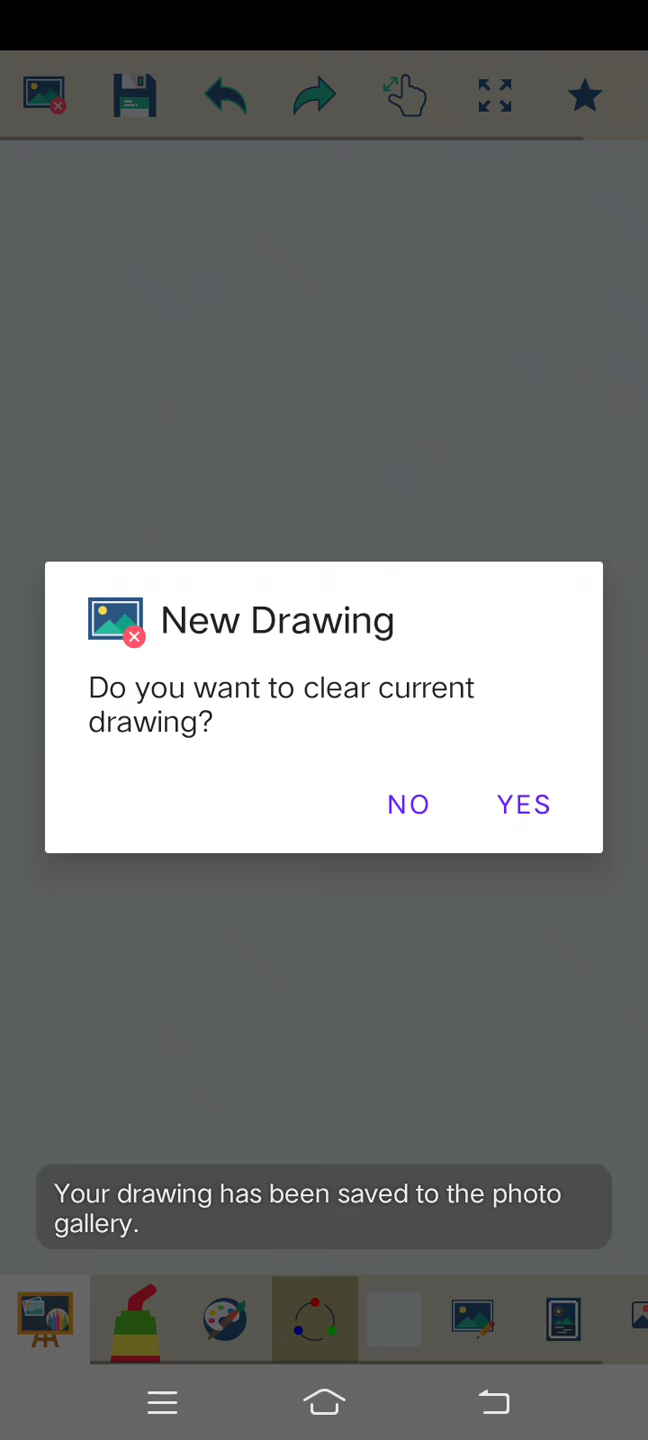 New Drawing
Do you want to clear current
drawing?
NO
YES
Your drawing has been saved to the photo
gallery.